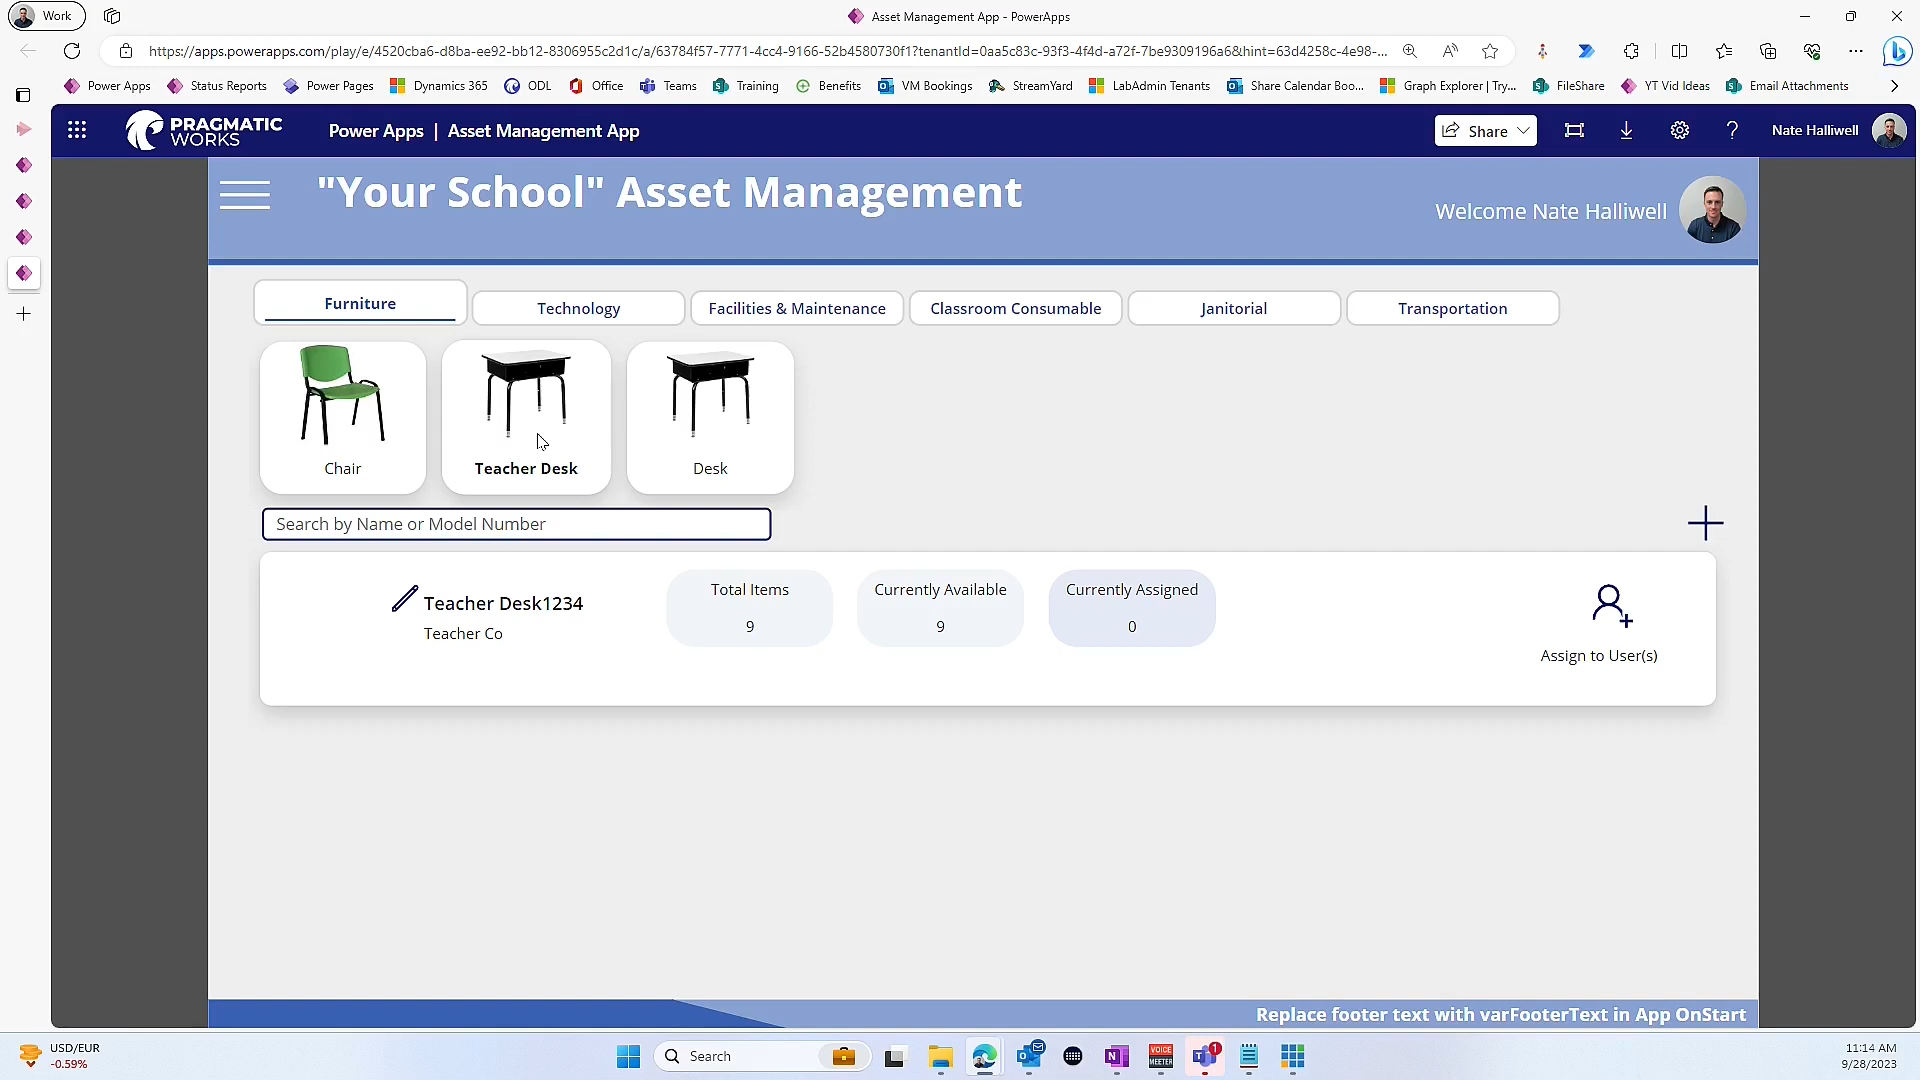 Work
Asset Management App - PowerApps
https://apps.powerapps.com/play/e/4520cba6-d8ba-ee92-bb12-8306955c2d1c/a/63784f57-7771-4cc4-9166-52b4580730f1?tenantId=0aa5c83c-93f3-4f4d-a72f-7be9309196a6&hint=63d4258c-4e98-...
Power Apps
Status Reports
Power Pages
Dynamics 365
ODL
Office
Teams
Training
Benefits
VM Bookings
StreamYard
LabAdmin Tenants
Share Calendar Boo...
Graph Explorer | Try...
FileShare
YT Vid Ideas
Email Attachments
PRAGMATIC
WORKS
Power Apps | Asset Management App
Share
Nate Halliwell
"Your School" Asset Management
Welcome Nate Halliwell
Furniture
Technology
Facilities & Maintenance
Classroom Consumable
Janitorial
Transportation
Chair
Teacher Desk
Desk
Search by Name or Model Number
Teacher Desk1234
Teacher Co
Total Items
9
Currently Available
9
Currently Assigned
0
Assign to User(s)
Replace footer text with varFooterText in App OnStart
USD/EUR
-0.59%
Search
VOICE
MEETER
1
11:14 AM
9/28/2023